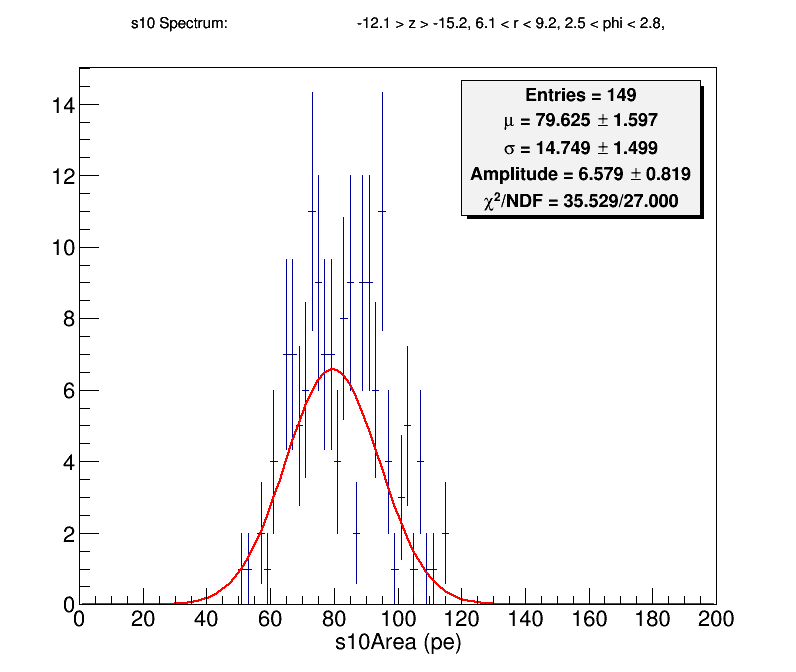 s10 Spectrum: -12.1 > z > -15.2, 6.1 < r < 9.2, 2.5 < phi < 2.8,
Entries = 149
μ = 79.625 ± 1.597
σ = 14.749 ± 1.499
Amplitude = 6.579 ± 0.819
χ²/NDF = 35.529/27.000
14
12
10
8
6
4
2
0
0 20 40 60 80 100 120 140 160 180 200
s10Area (pe)